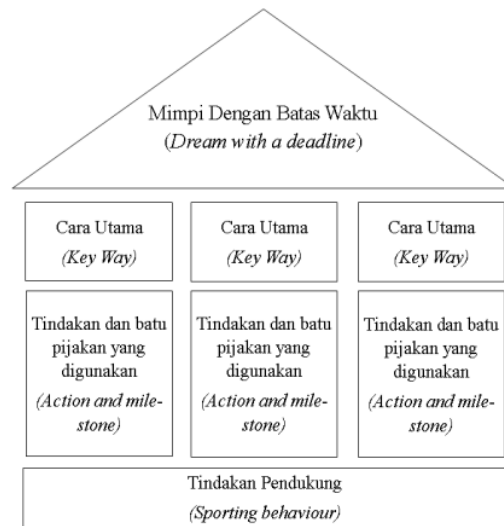 Mimpi Dengan Batas Waktu
(Dream with a deadline)
Cara Utama
(Key Way)
Cara Utama
(Key Way)
Cara Utama
(Key Way)
Tindakan dan batu
pijakan yang
digunakan
(Action and mile-
stone)
Tindakan dan batu
pijakan yang
digunakan
(Action and mile-
stone)
Tindakan dan batu
pijakan yang
digunakan
(Action and mile-
stone)
Tindakan Pendukung
(Sporting behaviour)